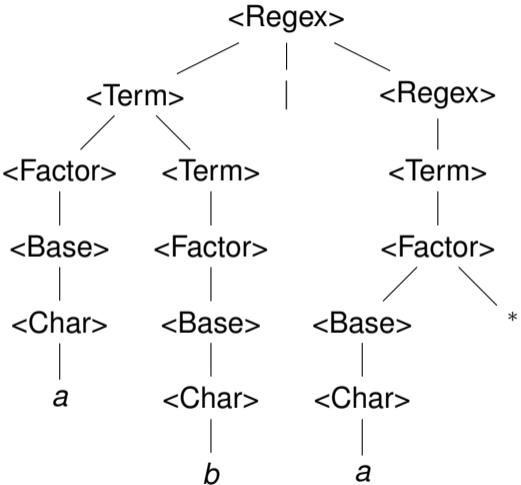 <Regex>
<Term> | <Regex>
<Factor> <Term> <Term>
<Base> <Factor> <Factor>
<Char> <Base> <Base> *
a <Char> <Char>
b a